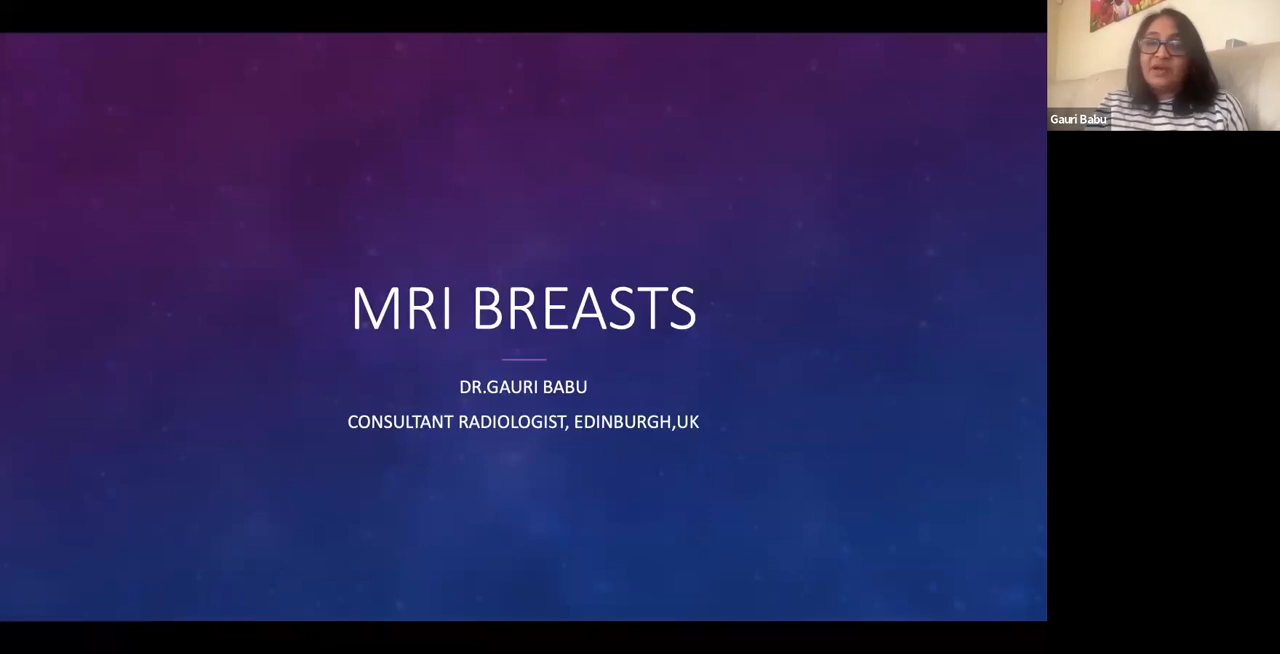 MRI BREASTS
DR.GAURI BABU
CONSULTANT RADIOLOGIST, EDINBURGH,UK
Gauri Babu